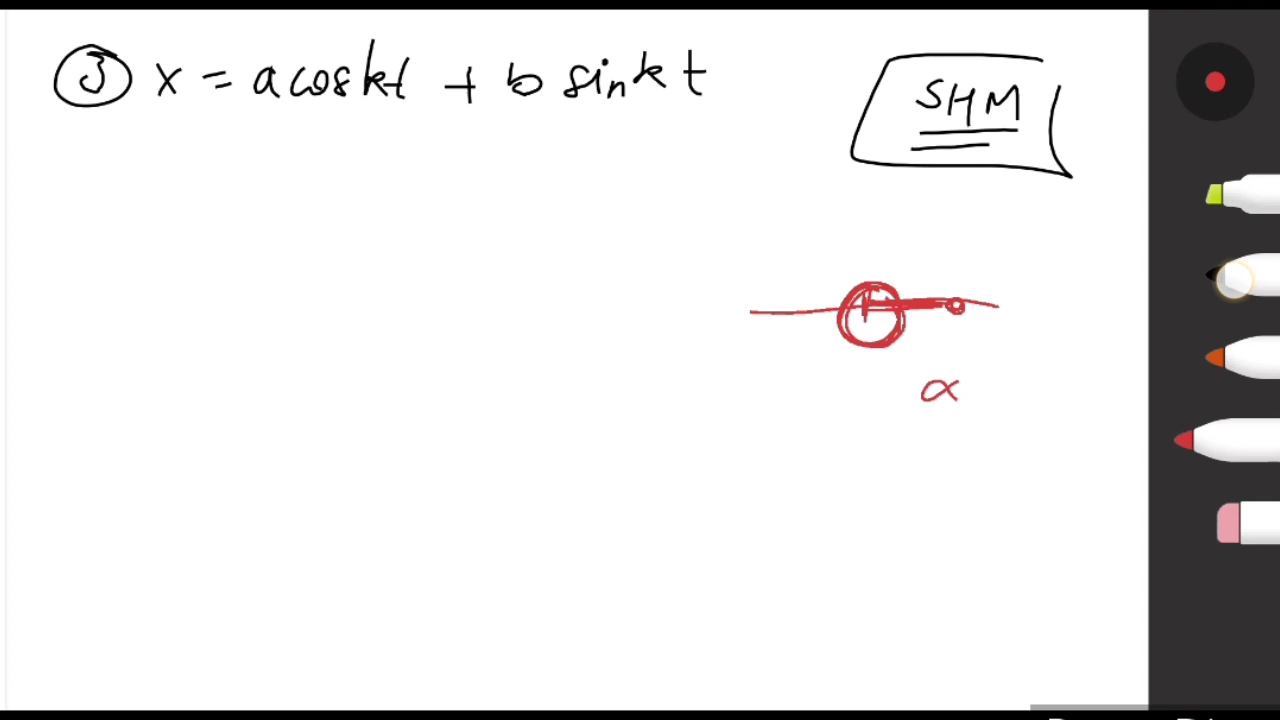 ③ x = a cos kt + b sin kt
SHM
α